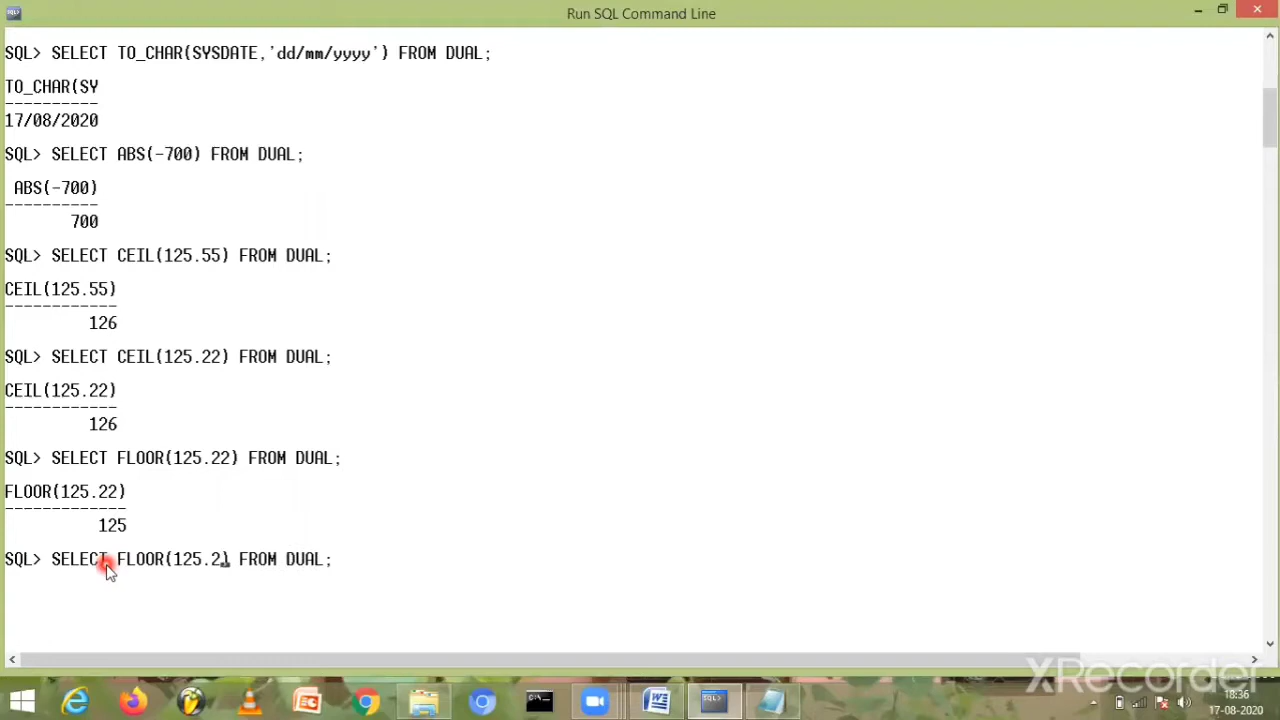 Run SQL Command Line
SQL> SELECT TO_CHAR(SYSDATE,'dd/mm/yyyy') FROM DUAL;
TO_CHAR(SY
----------
17/08/2020
SQL> SELECT ABS(-700) FROM DUAL;
ABS(-700)
----------
700
SQL> SELECT CEIL(125.55) FROM DUAL;
CEIL(125.55)
------------
126
SQL> SELECT CEIL(125.22) FROM DUAL;
CEIL(125.22)
------------
126
SQL> SELECT FLOOR(125.22) FROM DUAL;
FLOOR(125.22)
-------------
125
SQL> SELECT FLOOR(125.2) FROM DUAL;
XRecorder
18:36
17-08-2020